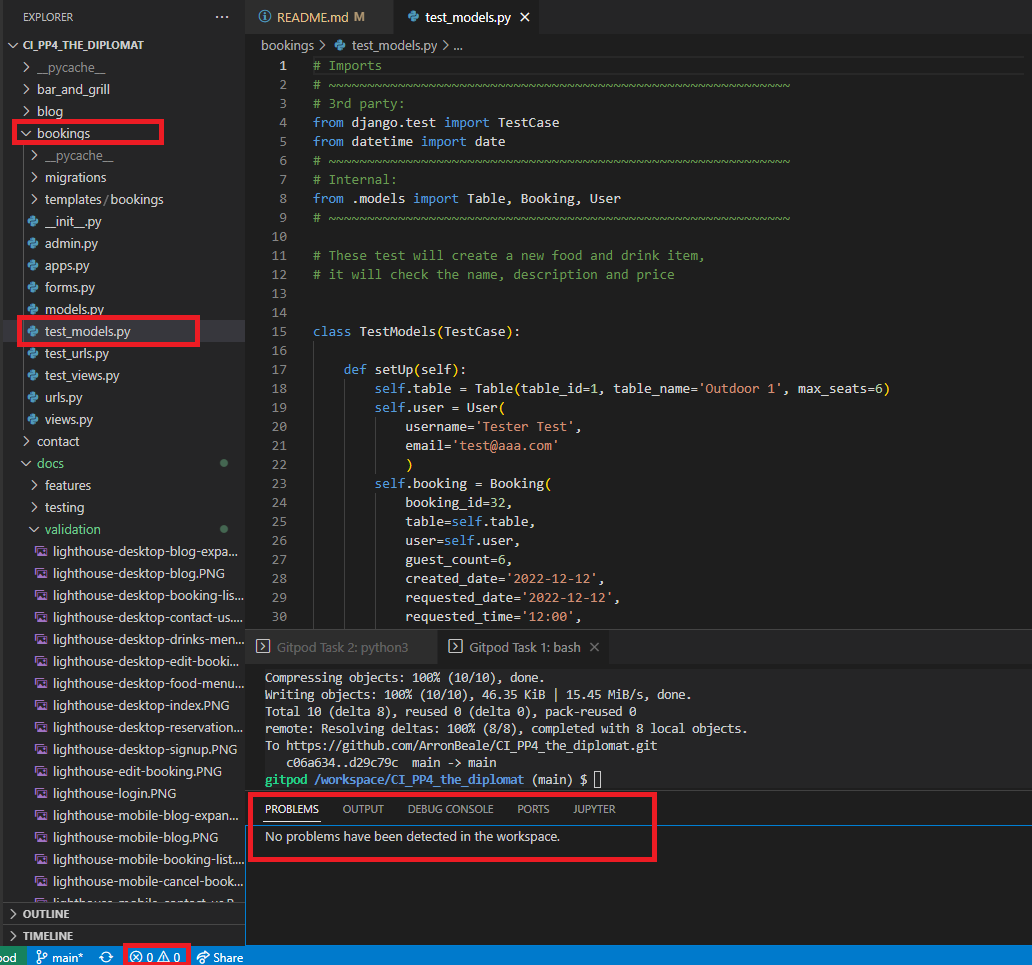 EXPLORER
CI_PP4_THE_DIPLOMAT
__pycache__
bar_and_grill
blog
bookings
__pycache__
migrations
templates/bookings
__init__.py
admin.py
apps.py
forms.py
models.py
test_models.py
test_urls.py
test_views.py
urls.py
views.py
contact
docs
features
testing
validation
lighthouse-desktop-blog-expa...
lighthouse-desktop-blog.PNG
lighthouse-desktop-booking-lis...
lighthouse-desktop-contact-us....
lighthouse-desktop-drinks-men...
lighthouse-desktop-edit-booki...
lighthouse-desktop-food-menu...
lighthouse-desktop-index.PNG
lighthouse-desktop-reservation...
lighthouse-desktop-signup.PNG
lighthouse-edit-booking.PNG
lighthouse-login.PNG
lighthouse-mobile-blog-expan...
lighthouse-mobile-blog.PNG
lighthouse-mobile-booking-list....
lighthouse-mobile-cancel-book...
OUTLINE
TIMELINE
README.md M test_models.py
bookings > test_models.py > ...
1 # Imports
2 # ~~~~~~~~~~~~~~~~~~~~~~~~~~~~~~~~~~~~~~~~~~~~~~~~~~~~~~~~~~~~
3 # 3rd party:
4 from django.test import TestCase
5 from datetime import date
6 # ~~~~~~~~~~~~~~~~~~~~~~~~~~~~~~~~~~~~~~~~~~~~~~~~~~~~~~~~~~~~
7 # Internal:
8 from .models import Table, Booking, User
9 # ~~~~~~~~~~~~~~~~~~~~~~~~~~~~~~~~~~~~~~~~~~~~~~~~~~~~~~~~~~~~
10
11 # These test will create a new food and drink item,
12 # it will check the name, description and price
13
14
15 class TestModels(TestCase):
16
17 def setUp(self):
18 self.table = Table(table_id=1, table_name='Outdoor 1', max_seats=6)
19 self.user = User(
20 username='Tester Test',
21 email='test@aaa.com'
22 )
23 self.booking = Booking(
24 booking_id=32,
25 table=self.table,
26 user=self.user,
27 guest_count=6,
28 created_date='2022-12-12',
29 requested_date='2022-12-12',
30 requested_time='12:00',
Gitpod Task 2: python3 Gitpod Task 1: bash
Compressing objects: 100% (10/10), done.
Writing objects: 100% (10/10), 46.35 KiB | 15.45 MiB/s, done.
Total 10 (delta 8), reused 0 (delta 0), pack-reused 0
remote: Resolving deltas: 100% (8/8), completed with 8 local objects.
To https://github.com/ArronBeale/CI_PP4_the_diplomat.git
c06a634..d29c79c main -> main
gitpod /workspace/CI_PP4_the_diplomat (main) $
PROBLEMS OUTPUT DEBUG CONSOLE PORTS JUPYTER
No problems have been detected in the workspace.
ood main* 0 0 Share